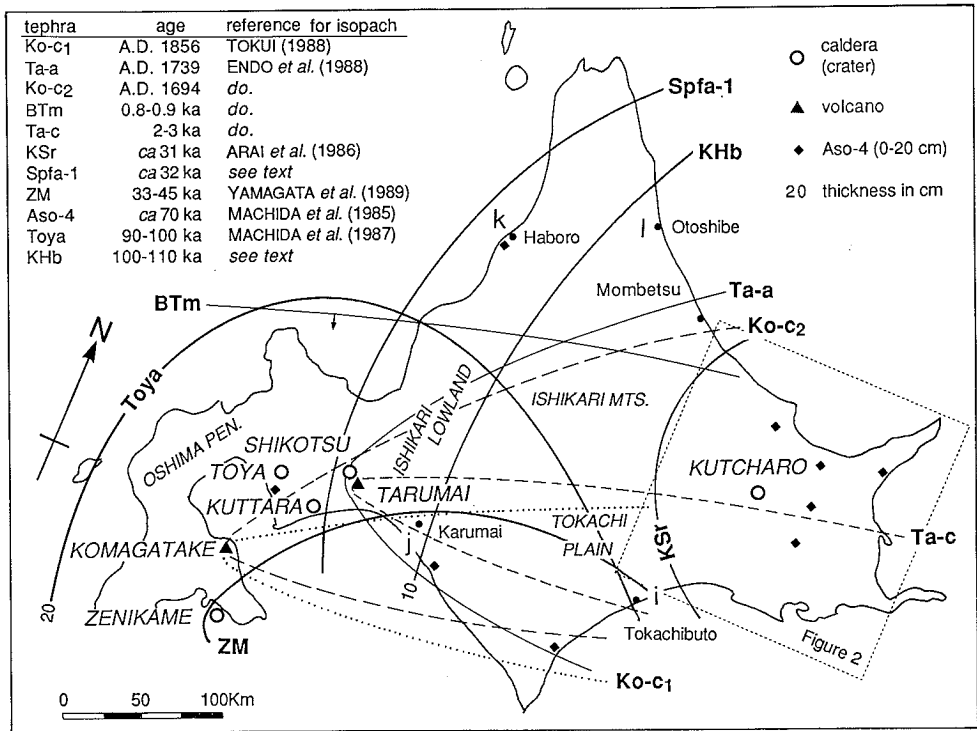 tephra age reference for isopach
Ko-c1 A.D. 1856 TOKUI (1988)
Ta-a A.D. 1739 ENDO et al. (1988)
Ko-c2 A.D. 1694 do.
BTm 0.8-0.9 ka do.
Ta-c 2-3 ka do.
KSr ca 31 ka ARAI et al. (1986)
Spfa-1 ca 32 ka see text
ZM 33-45 ka YAMAGATA et al. (1989)
Aso-4 ca 70 ka MACHIDA et al. (1985)
Toya 90-100 ka MACHIDA et al. (1987)
KHb 100-110 ka see text
caldera
(crater)
volcano
Aso-4 (0-20 cm)
20 thickness in cm
Spfa-1
KHb
k
Haboro
l
Otoshibe
Mombetsu
Ta-a
Ko-c2
BTm
N
Toya
OSHIMA PEN.
ISHIKARI
LOWLAND
ISHIKARI MTS.
SHIKOTSU
TOYA
KUTTARA
TARUMAI
KUTCHARO
KOMAGATAKE
j
Karumai
TOKACHI
PLAIN
KSr
Ta-c
10
i
20
ZENIKAME
ZM
Tokachibuto
Figure 2
Ko-c1
0 50 100Km